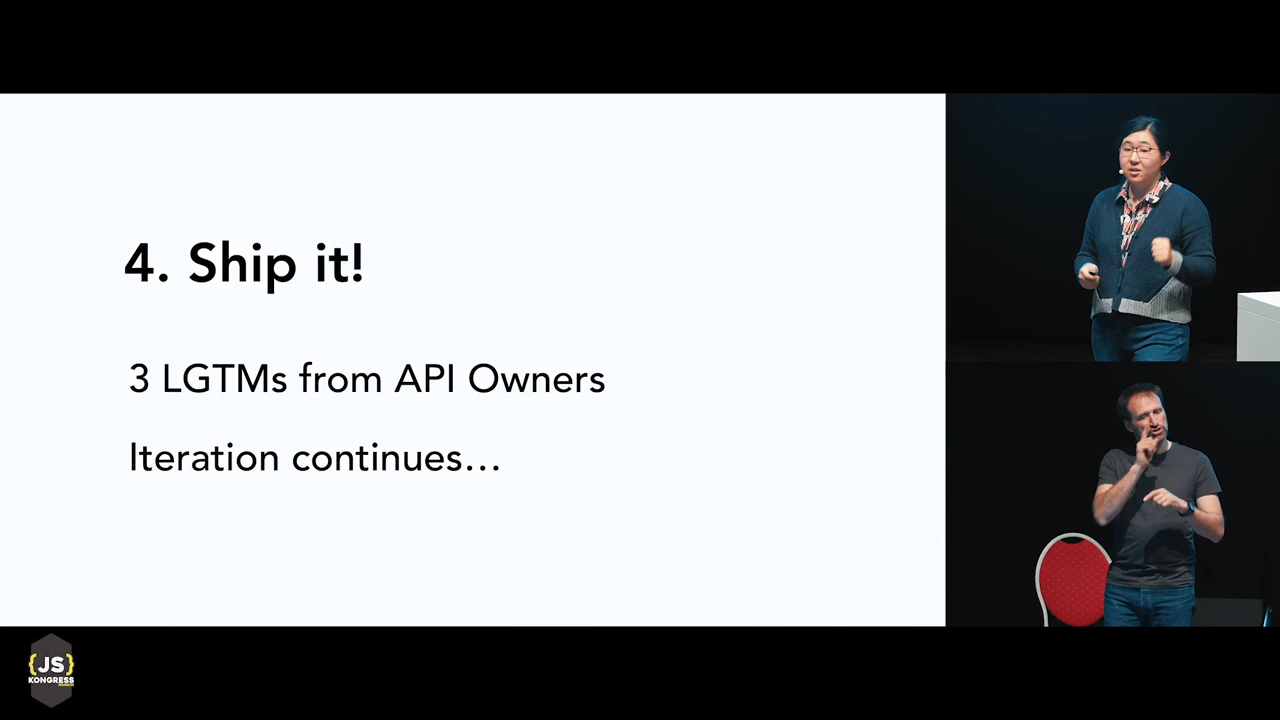 4. Ship it!
3 LGTMs from API Owners
Iteration continues…
{JS}
KONGRESS